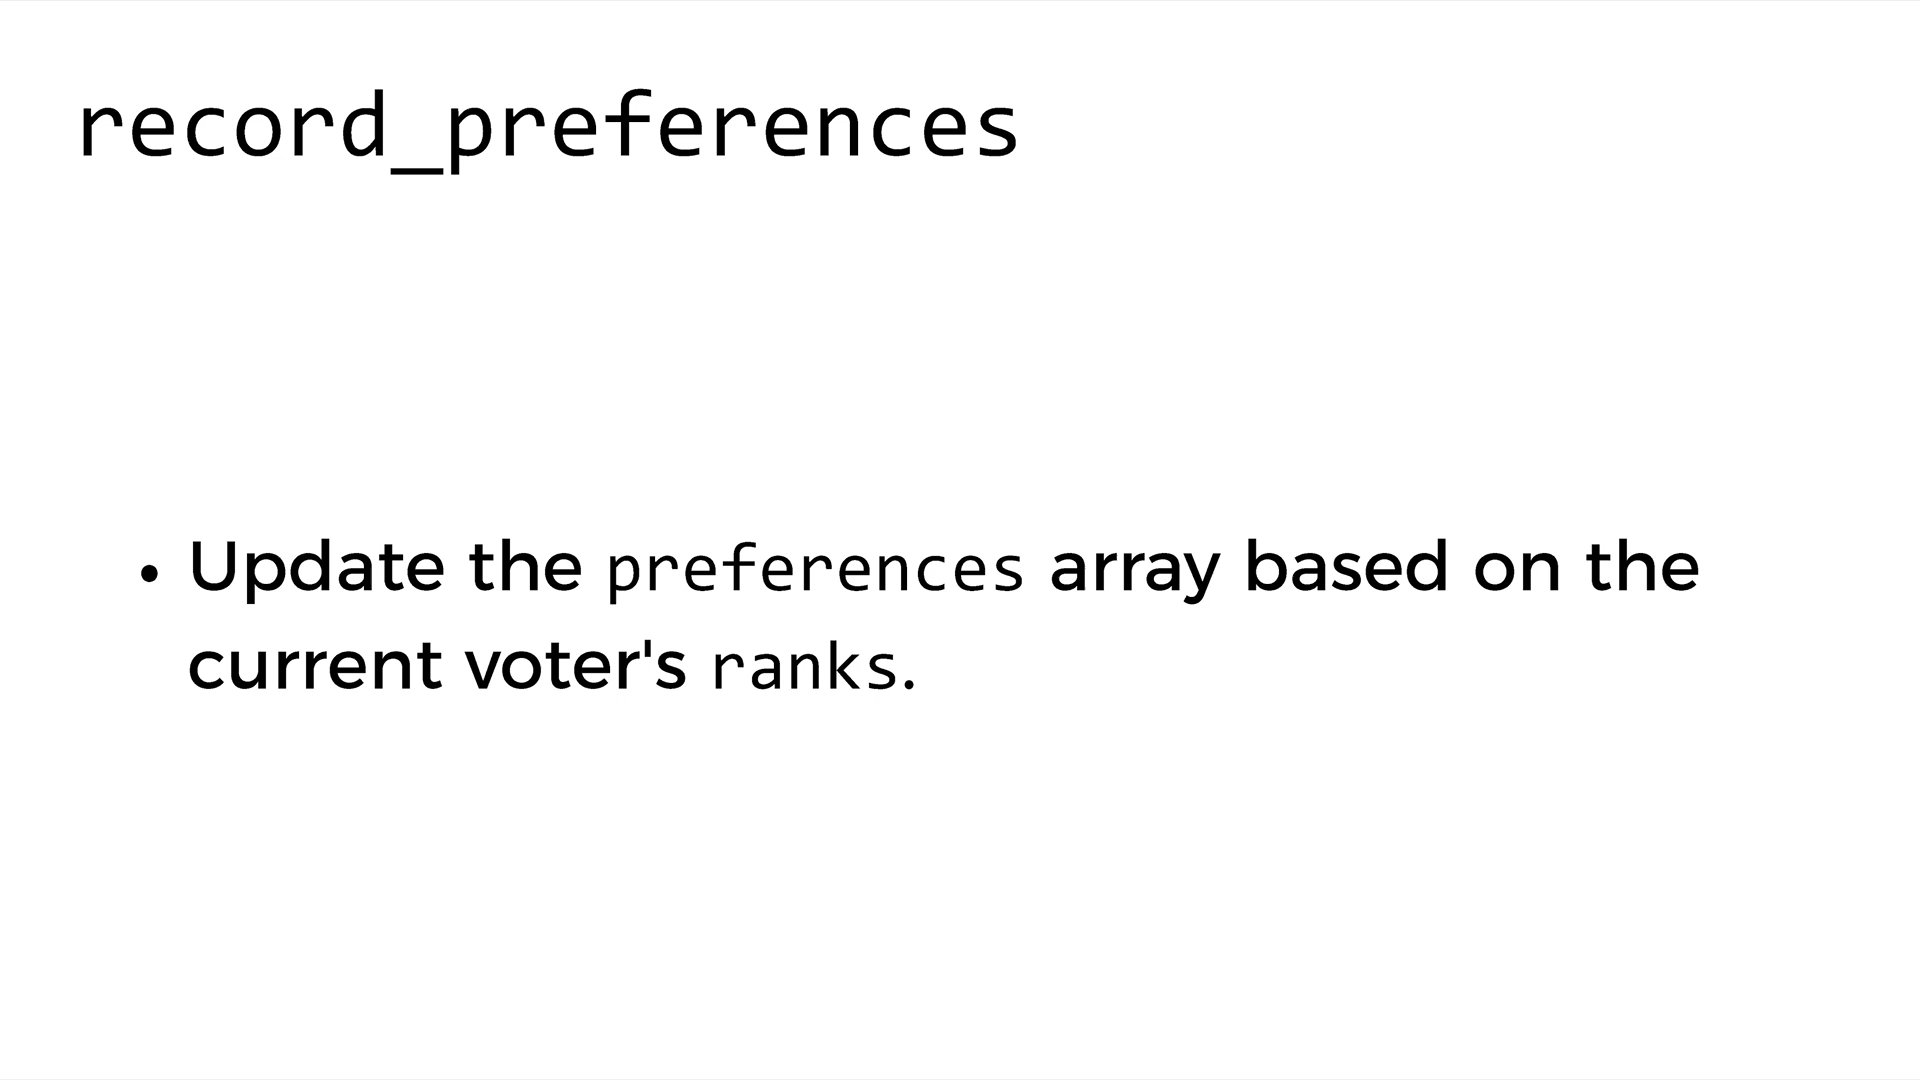 record_preferences
• Update the preferences array based on the
current voter's ranks.